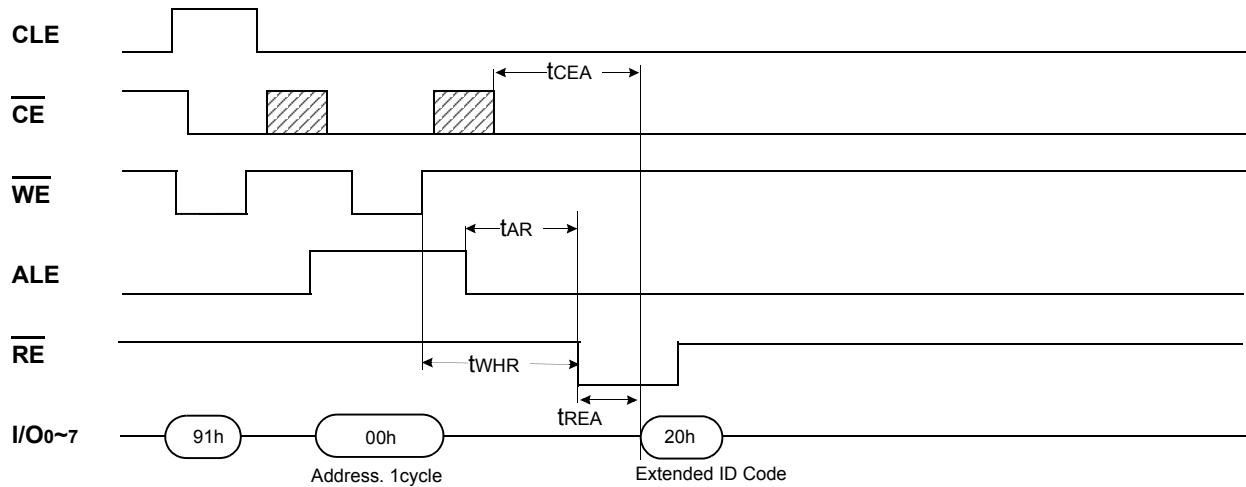 CLE
tCEA
CE
WE
tAR
ALE
RE
tWHR
tREA
I/O0~7
91h
00h
20h
Address. 1cycle
Extended ID Code